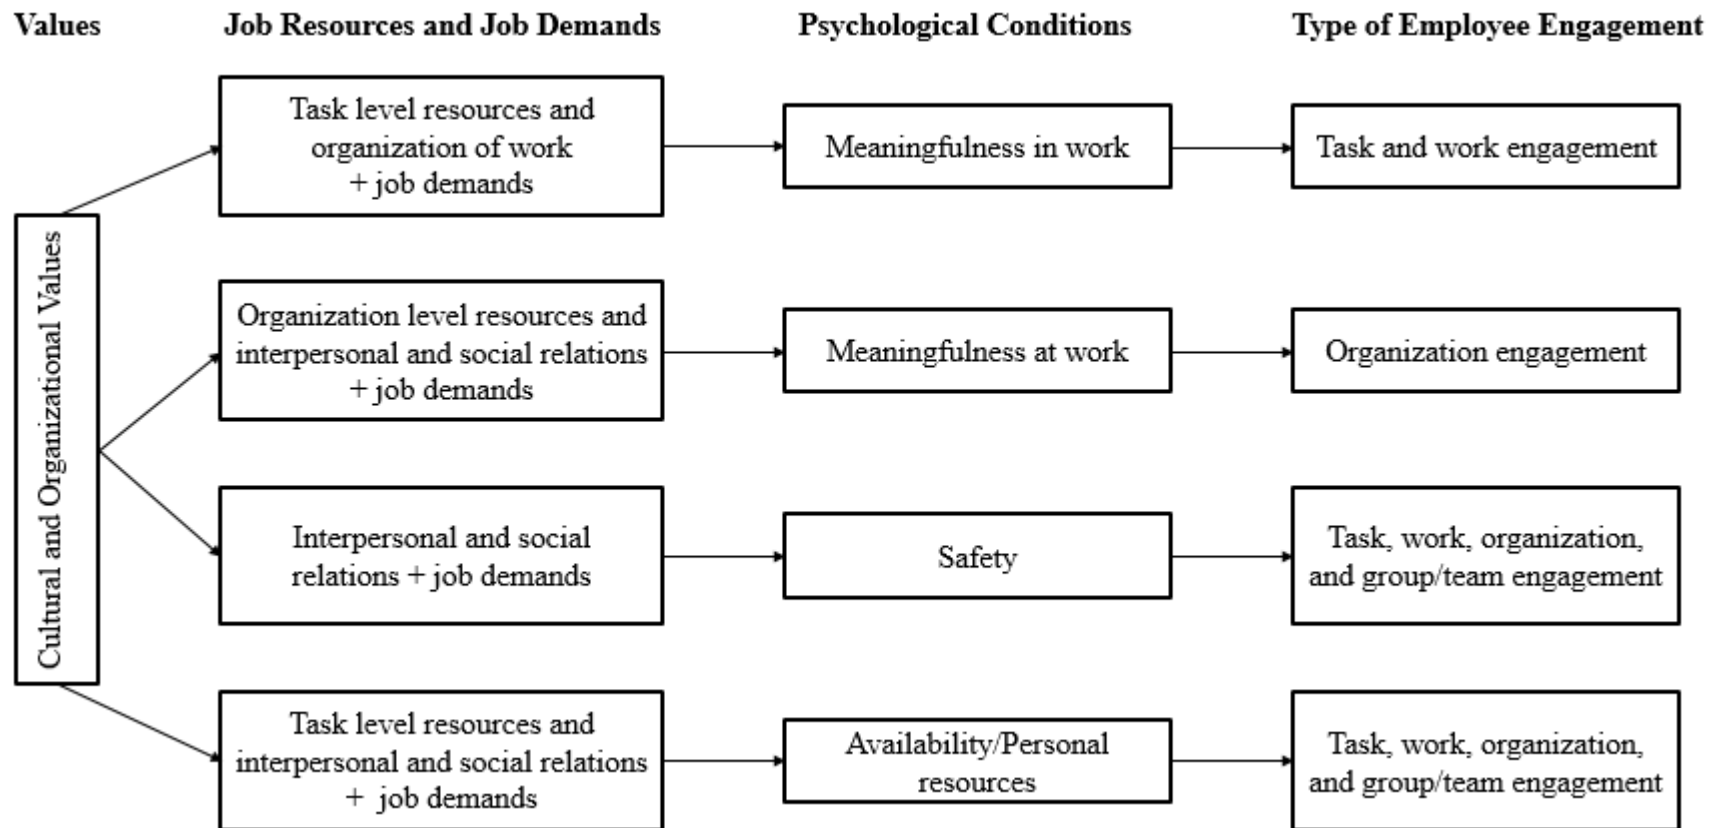 Values
Job Resources and Job Demands
Psychological Conditions
Type of Employee Engagement
Cultural and Organizational Values
Task level resources and
organization of work
+ job demands
Meaningfulness in work
Task and work engagement
Organization level resources and
interpersonal and social relations
+ job demands
Meaningfulness at work
Organization engagement
Interpersonal and social
relations + job demands
Safety
Task, work, organization,
and group/team engagement
Task level resources and
interpersonal and social relations
+ job demands
Availability/Personal
resources
Task, work, organization,
and group/team engagement